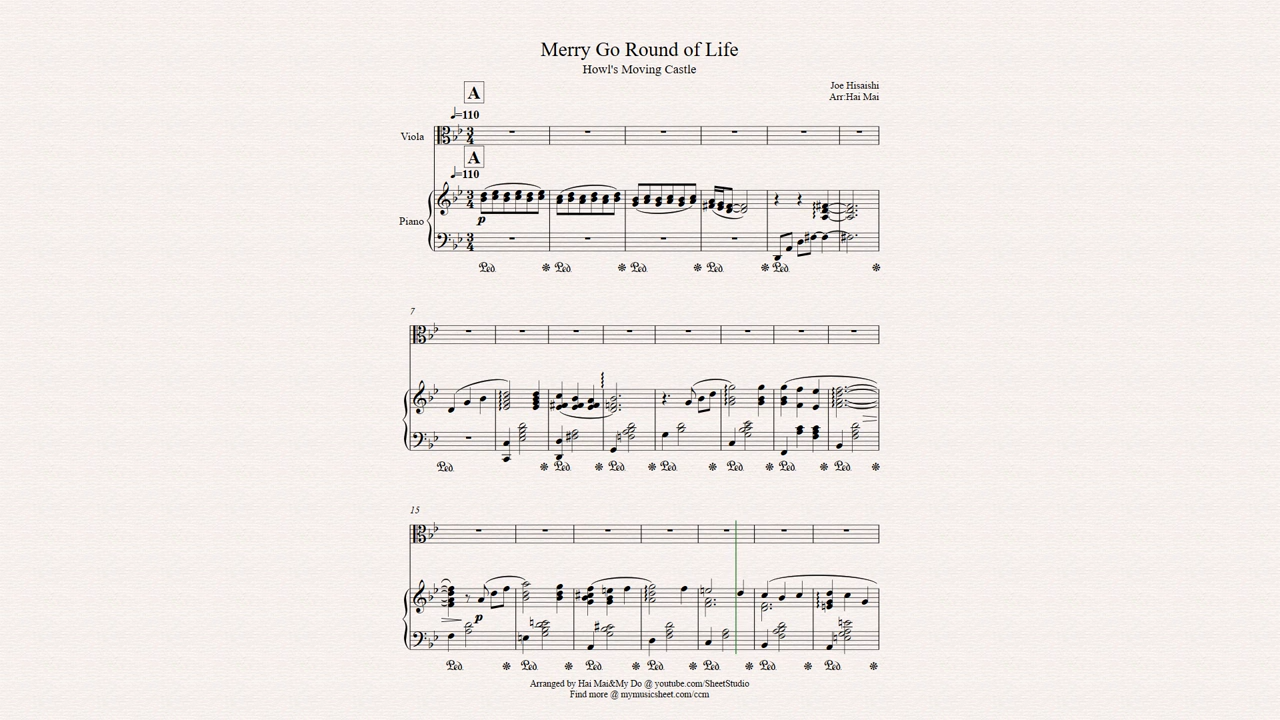 Merry Go Round of Life
Howl's Moving Castle
Joe Hisaishi
Arr:Hai Mai
A
♩=110
Viola
A
♩=110
Piano
p
Ped. Ped. Ped. Ped. Ped.
7
Ped. Ped. Ped. Ped. Ped. Ped. Ped.
15
p
Ped. Ped. Ped. Ped. Ped. Ped. Ped.
Arranged by Hai Mai&My Do @ youtube.com/SheetStudio
Find more @ mymusicsheet.com/ccm